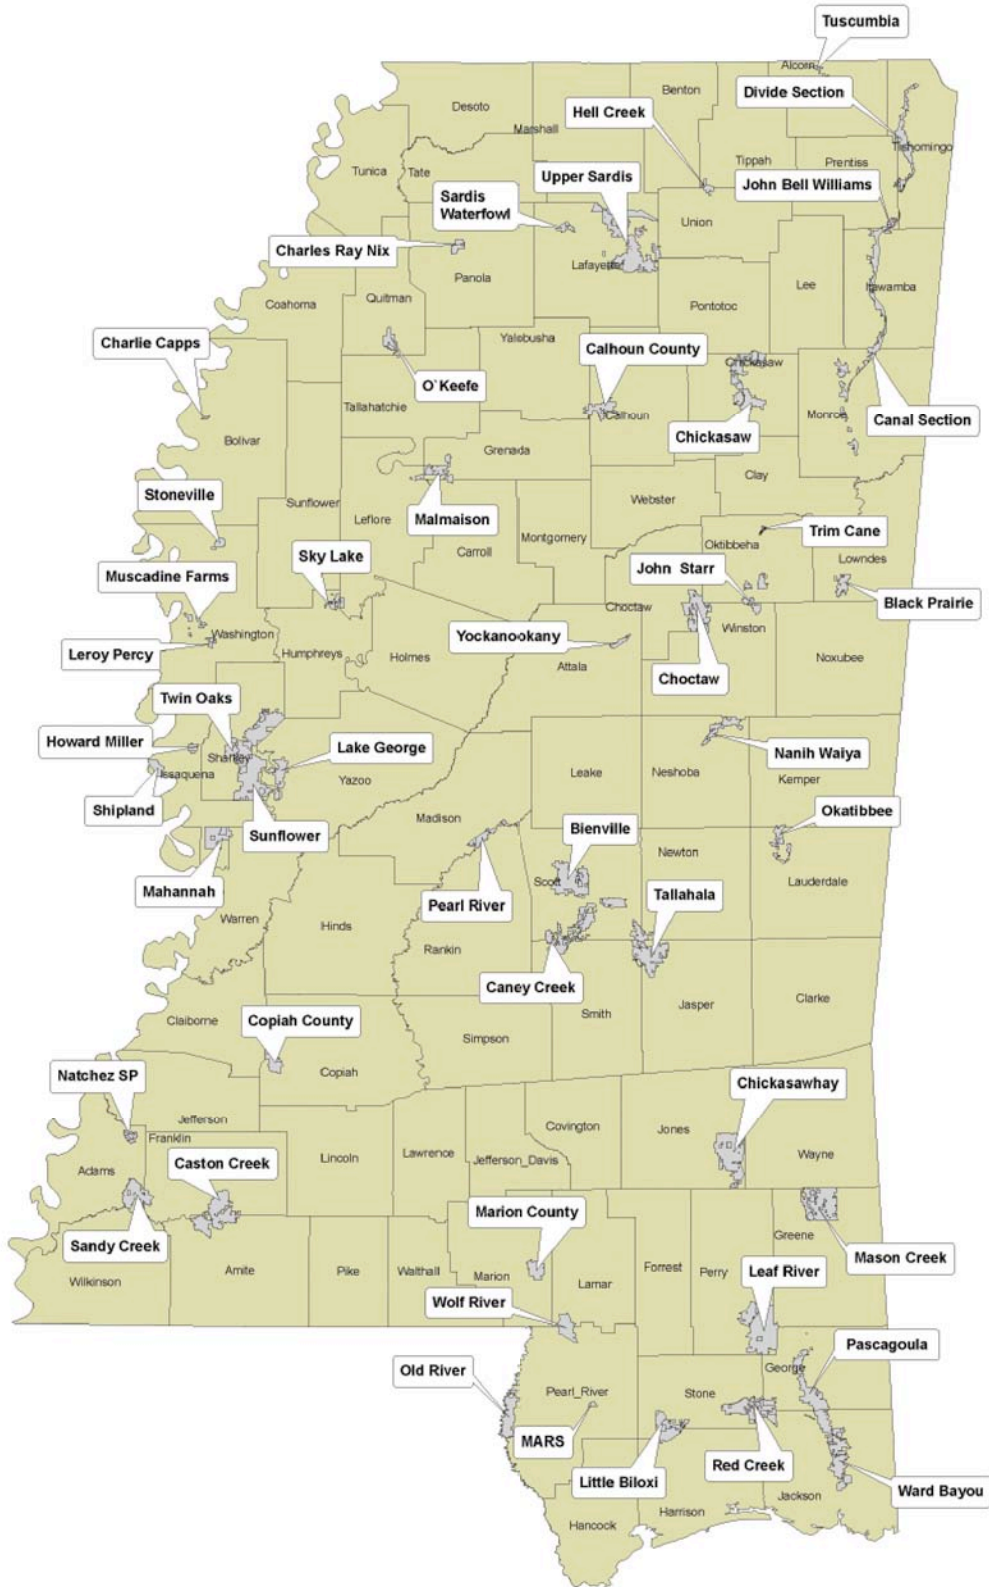 Tuscumbia
Alcorn
Benton
Divide Section
Desoto
Hell Creek
Marshall
Tishomingo
Tippah
Prentiss
Tunica
Tate
Upper Sardis
John Bell Williams
Sardis
Waterfowl
Union
Charles Ray Nix
Lafayette
Panola
Lee
Itawamba
Coahoma
Quitman
Pontotoc
Yalobusha
Charlie Capps
Calhoun County
Chickasaw
O`Keefe
Tallahatchie
Calhoun
Monroe
Canal Section
Chickasaw
Bolivar
Grenada
Clay
Stoneville
Sunflower
Webster
Leflore
Malmaison
Trim Cane
Montgomery
Oktibbeha
Carroll
Sky Lake
Lowndes
John Starr
Muscadine Farms
Black Prairie
Choctaw
Washington
Yockanookany
Winston
Leroy Percy
Humphreys
Holmes
Noxubee
Attala
Choctaw
Twin Oaks
Howard Miller
Lake George
Nanih Waiya
Sharkey
Issaquena
Yazoo
Leake
Neshoba
Kemper
Shipland
Madison
Okatibbee
Sunflower
Bienville
Newton
Mahannah
Scott
Lauderdale
Tallahala
Pearl River
Warren
Hinds
Rankin
Caney Creek
Jasper
Clarke
Smith
Claiborne
Copiah County
Simpson
Copiah
Natchez SP
Chickasawhay
Jefferson
Covington
Jones
Franklin
Lincoln
Lawrence
Jefferson_Davis
Wayne
Adams
Caston Creek
Marion County
Greene
Sandy Creek
Mason Creek
Wilkinson
Amite
Pike
Walthall
Marion
Lamar
Forrest
Perry
Leaf River
Wolf River
Pascagoula
Old River
George
Pearl_River
Stone
MARS
Little Biloxi
Red Creek
Ward Bayou
Jackson
Harrison
Hancock